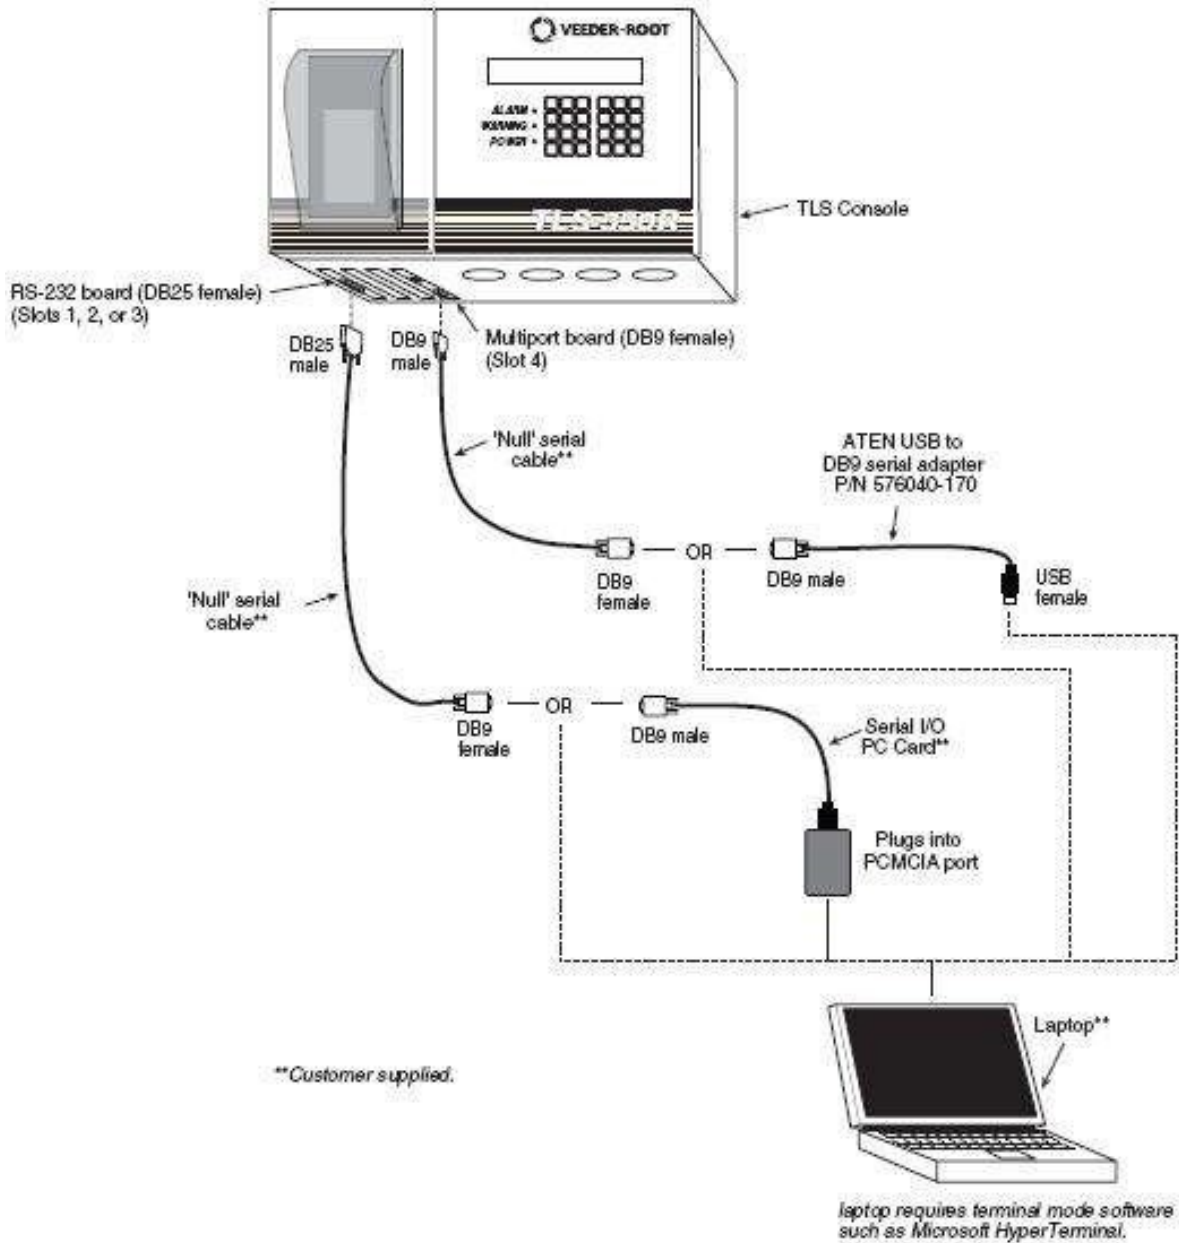 VEEDER-ROOT
ALARM
WARNING
POWER
TLS-350R
TLS Console
RS-232 board (DB25 female)
(Slots 1, 2, or 3)
DB25
male
DB9
male
Multiport board (DB9 female)
(Slot 4)
'Null' serial
cable**
ATEN USB to
DB9 serial adapter
P/N 576040-170
OR
DB9
female
DB9 male
USB
female
'Null' serial
cable**
OR
DB9
female
DB9 male
Serial I/O
PC Card**
Plugs into
PCMCIA port
Laptop**
**Customer supplied.
laptop requires terminal mode software
such as Microsoft HyperTerminal.